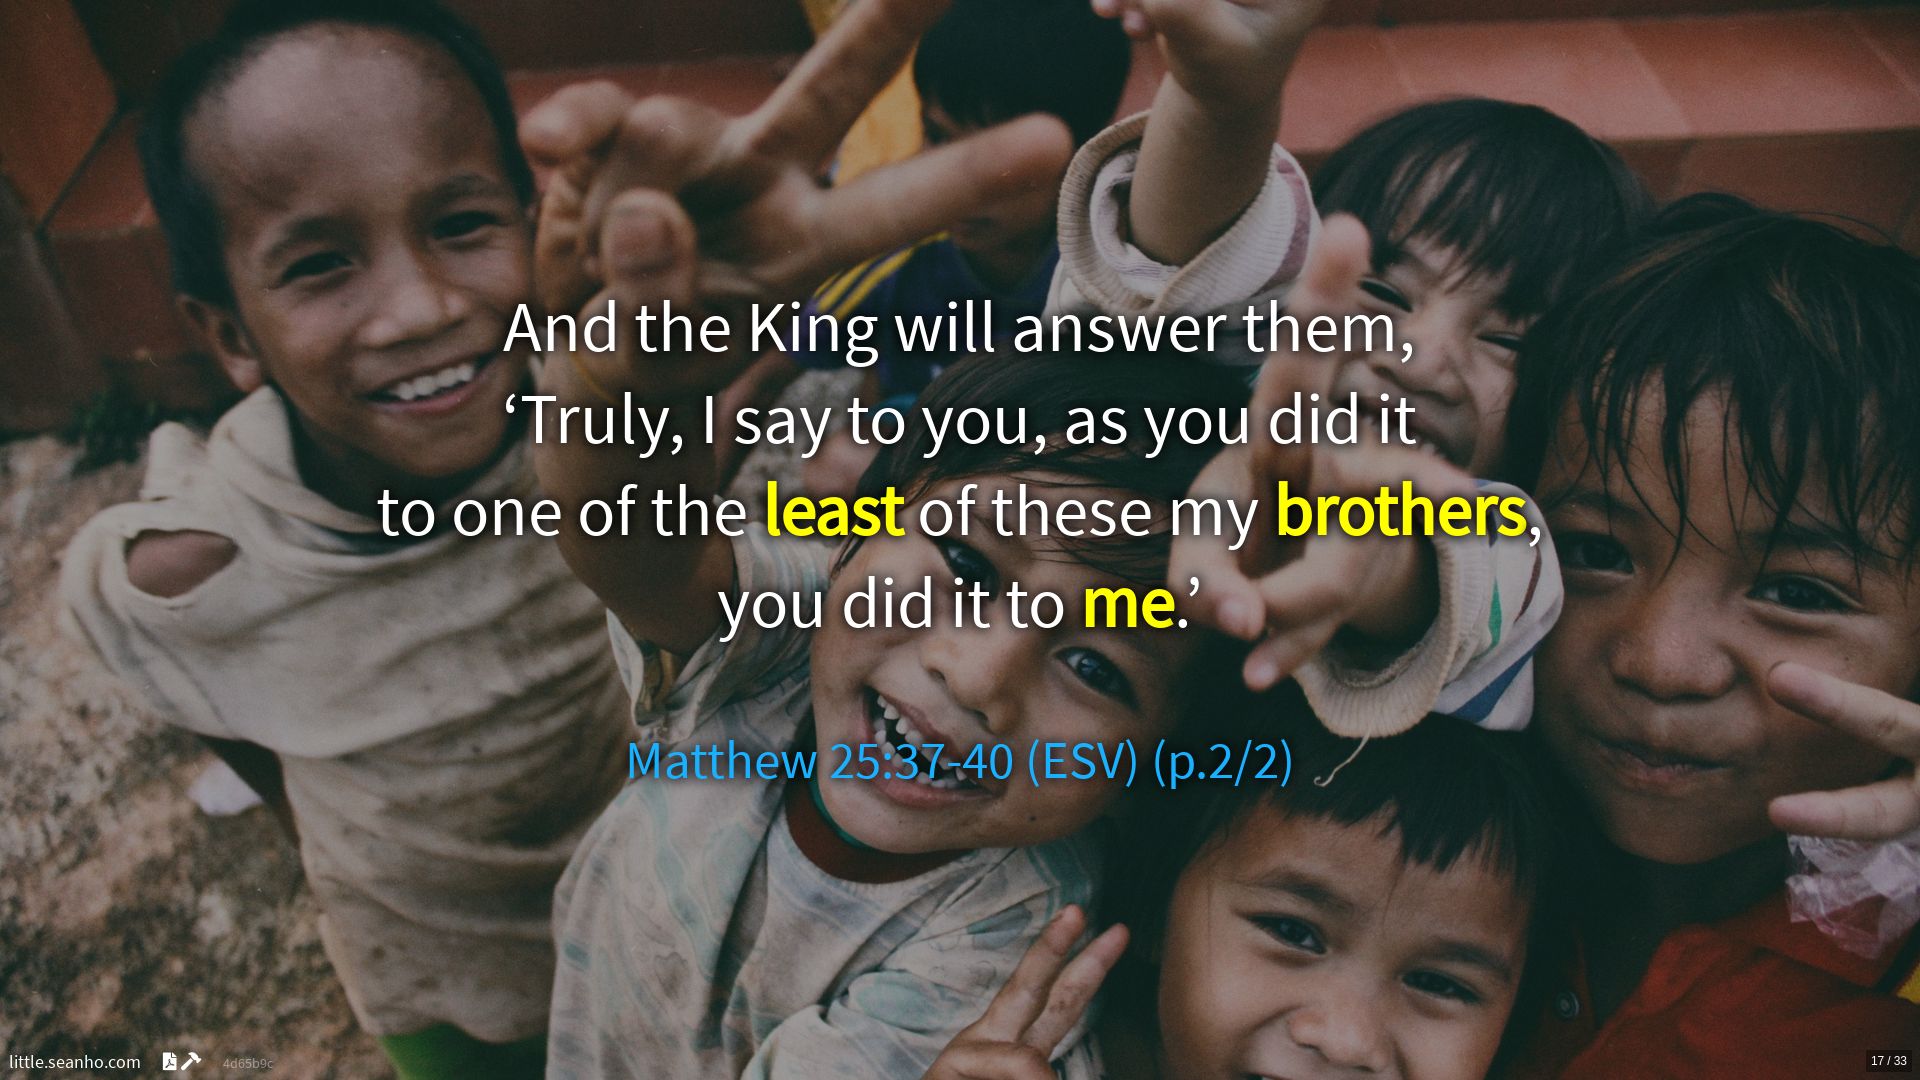 And the King will answer them,
‘Truly, I say to you, as you did it
to one of the least of these my brothers,
you did it to me.’
Matthew 25:37-40 (ESV) (p.2/2)
little.seanho.com
4d65b9c
17 / 33